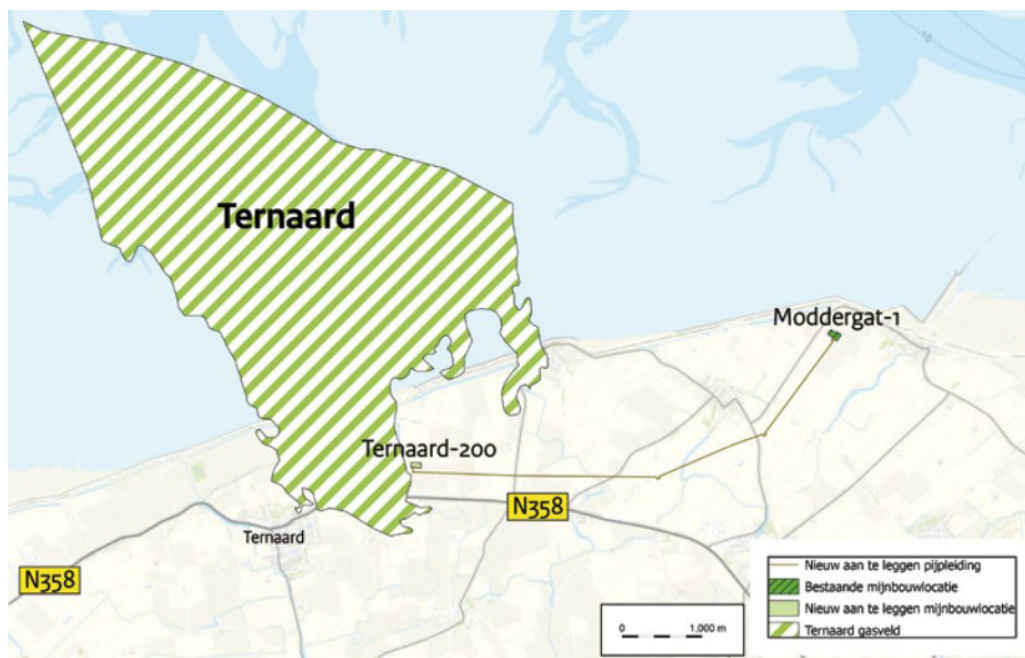 -10
Ternaard
Moddergat-1
Ternaard-200
N358
Ternaard
N358
Nieuw aan te leggen pijpleiding
Bestaande mijnbouwlocatie
Nieuw aan te leggen mijnbouwlocatie
Ternaard gasveld
0 1,000 m